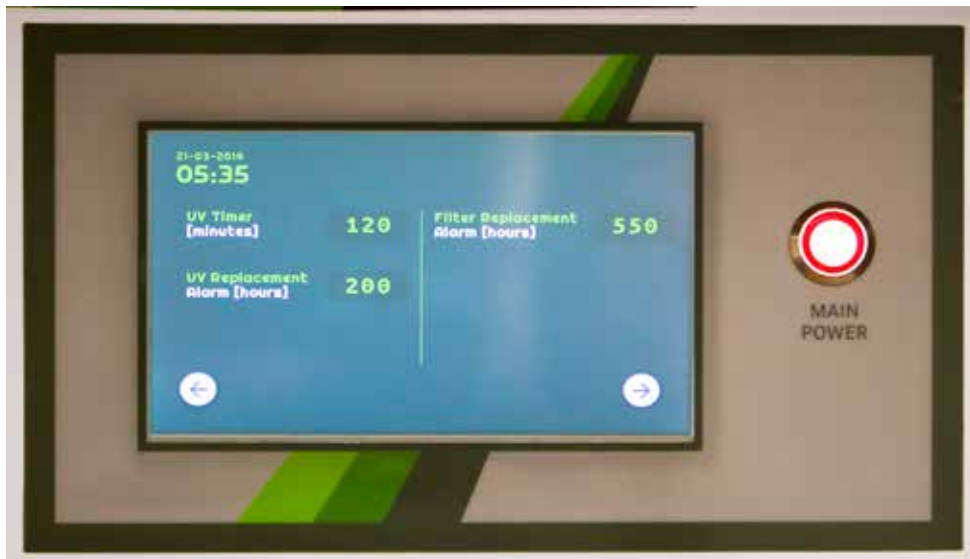 21-03-2019
05:35
UV Timer
[minutes]
120
UV Replacement
Alarm [hours]
200
Filter Replacement
Alarm [hours]
550
MAIN
POWER